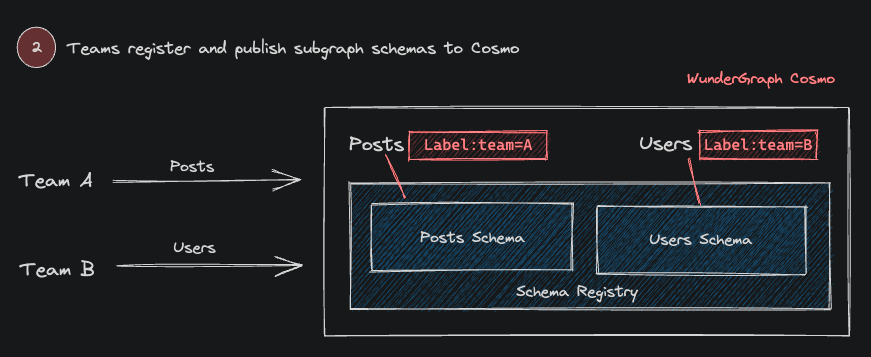 2 Teams register and publish subgraph schemas to Cosmo
WunderGraph Cosmo
Posts Label:team=A
Users Label:team=B
Posts
Team A
Posts Schema
Users Schema
Users
Team B
Schema Registry